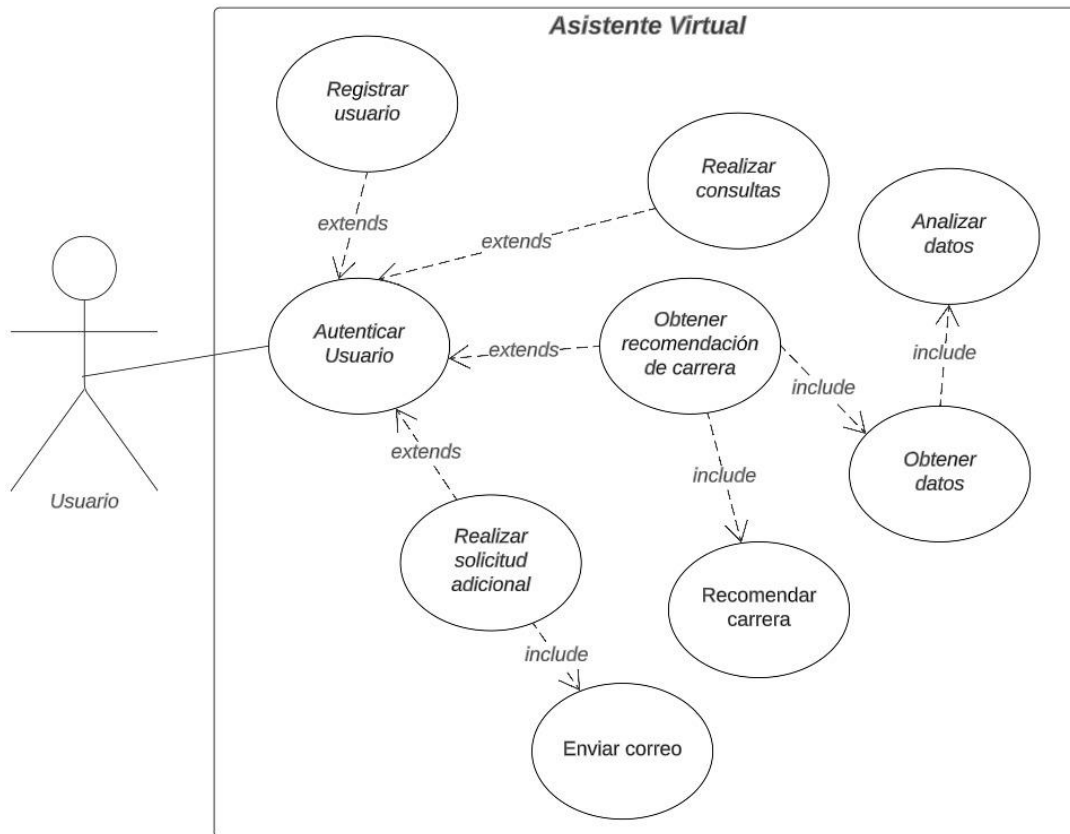 Asistente Virtual
Registrar
usuario
Realizar
consultas
Analizar
datos
extends
extends
Autenticar
Usuario
extends
Obtener
recomendación
de carrera
include
include
Obtener
datos
extends
include
Usuario
Realizar
solicitud
adicional
Recomendar
carrera
include
Enviar correo